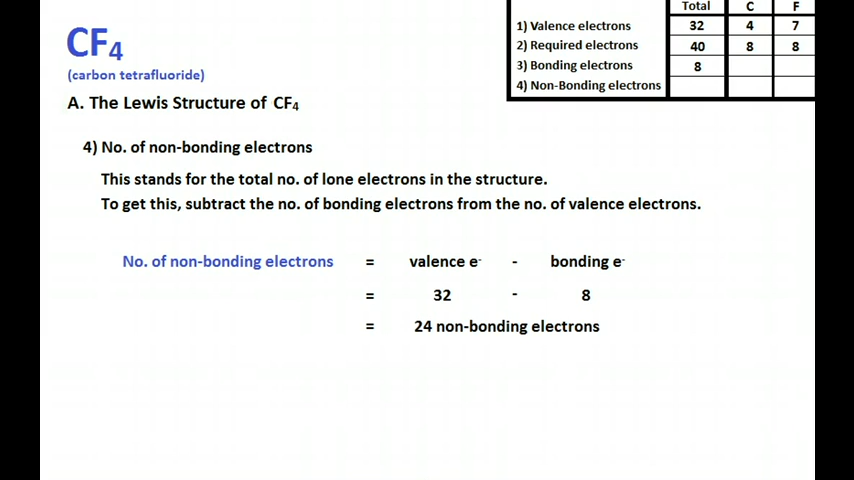 Total C F
1) Valence electrons 32 4 7
2) Required electrons 40 8 8
3) Bonding electrons 8
4) Non-Bonding electrons
CF₄
(carbon tetrafluoride)
A. The Lewis Structure of CF₄
4) No. of non-bonding electrons
This stands for the total no. of lone electrons in the structure.
To get this, subtract the no. of bonding electrons from the no. of valence electrons.
No. of non-bonding electrons = valence e⁻ - bonding e⁻
= 32 - 8
= 24 non-bonding electrons